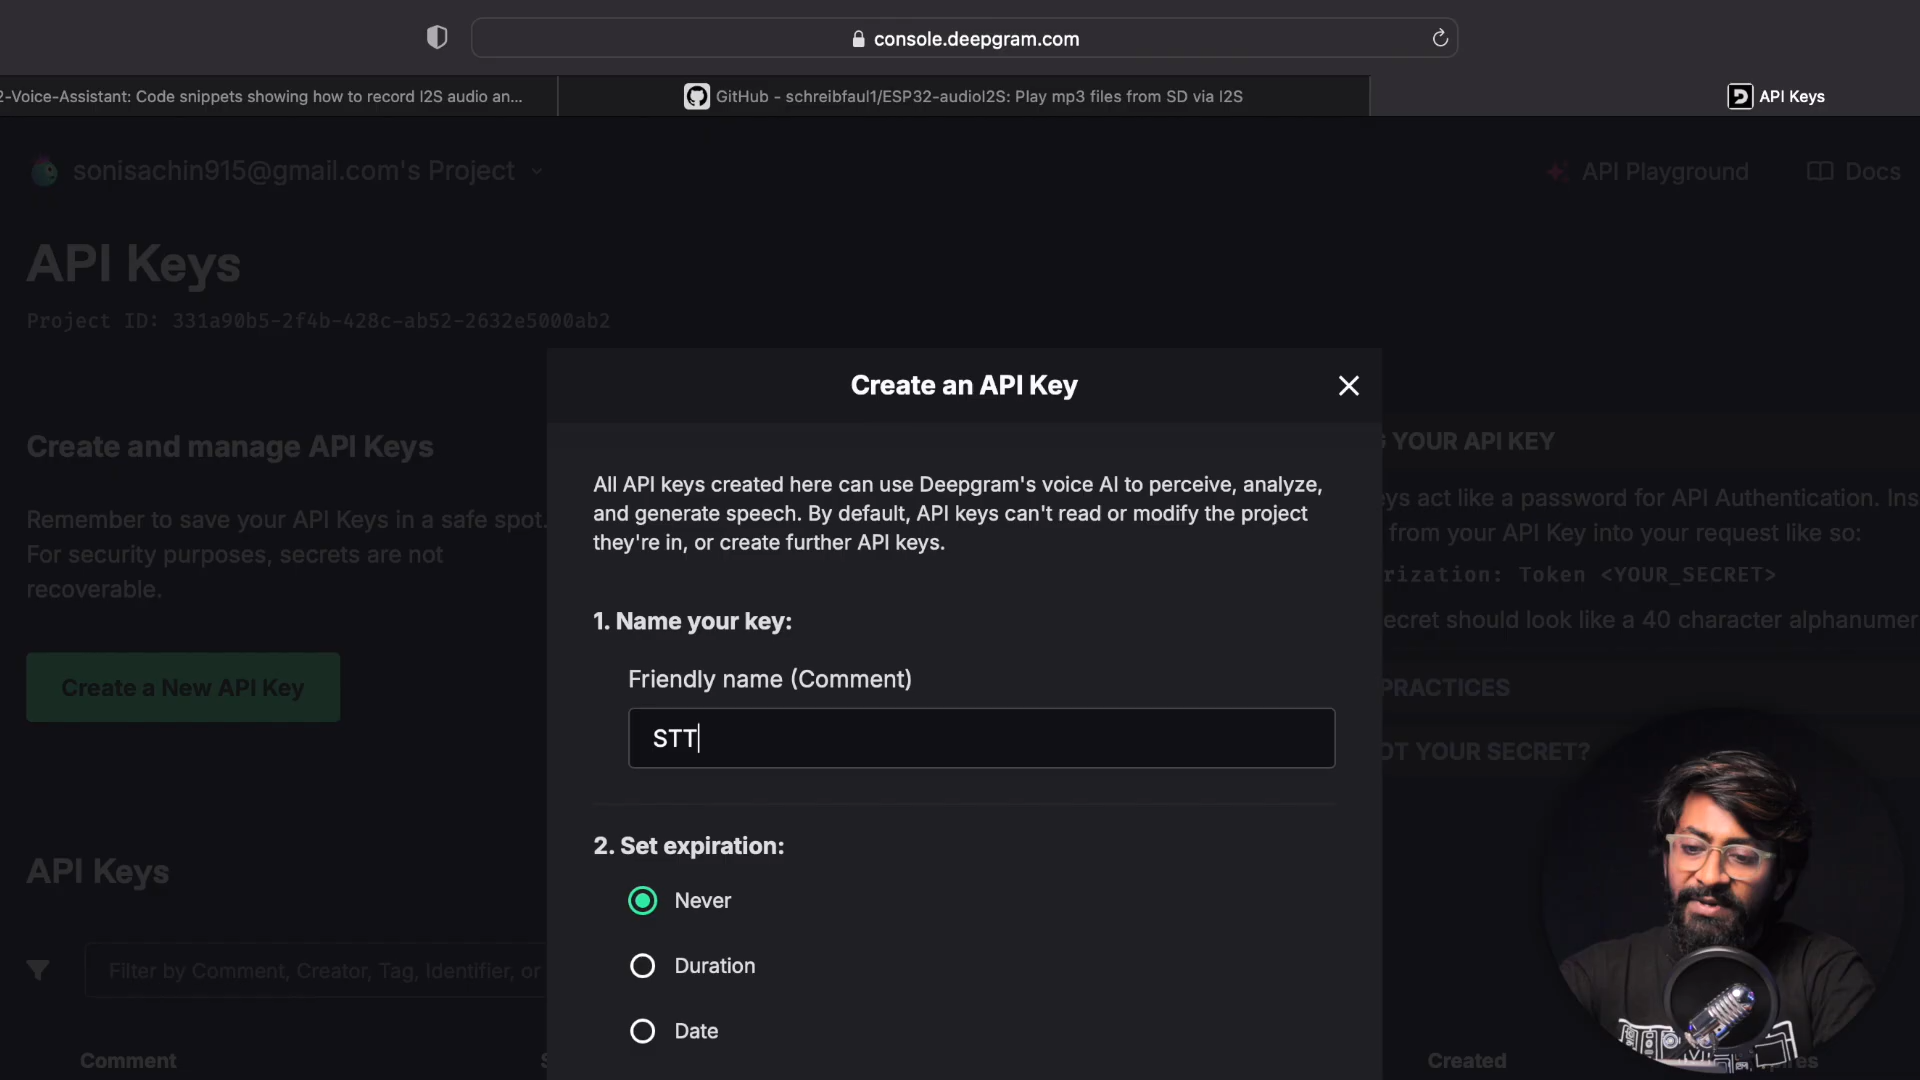 console.deepgram.com
2-Voice-Assistant: Code snippets showing how to record I2S audio an...
GitHub - schreibfaul1/ESP32-audioI2S: Play mp3 files from SD via I2S
API Keys
sonisachin915@gmail.com's Project
API Playground
Docs
API Keys
Project ID: 331a90b5-2f4b-428c-ab52-2632e5000ab2
Create an API Key
Create and manage API Keys
YOUR API KEY
Remember to save your API Keys in a safe spot.
For security purposes, secrets are not
recoverable.
All API keys created here can use Deepgram's voice AI to perceive, analyze,
and generate speech. By default, API keys can't read or modify the project
they're in, or create further API keys.
ys act like a password for API Authentication. Ins
from your API Key into your request like so:
rization: Token <YOUR_SECRET>
ecret should look like a 40 character alphanumer
1. Name your key:
Friendly name (Comment)
STT
Create a New API Key
PRACTICES
OT YOUR SECRET?
2. Set expiration:
Never
Duration
Date
API Keys
Filter by Comment, Creator, Tag, Identifier, or
Comment
Created